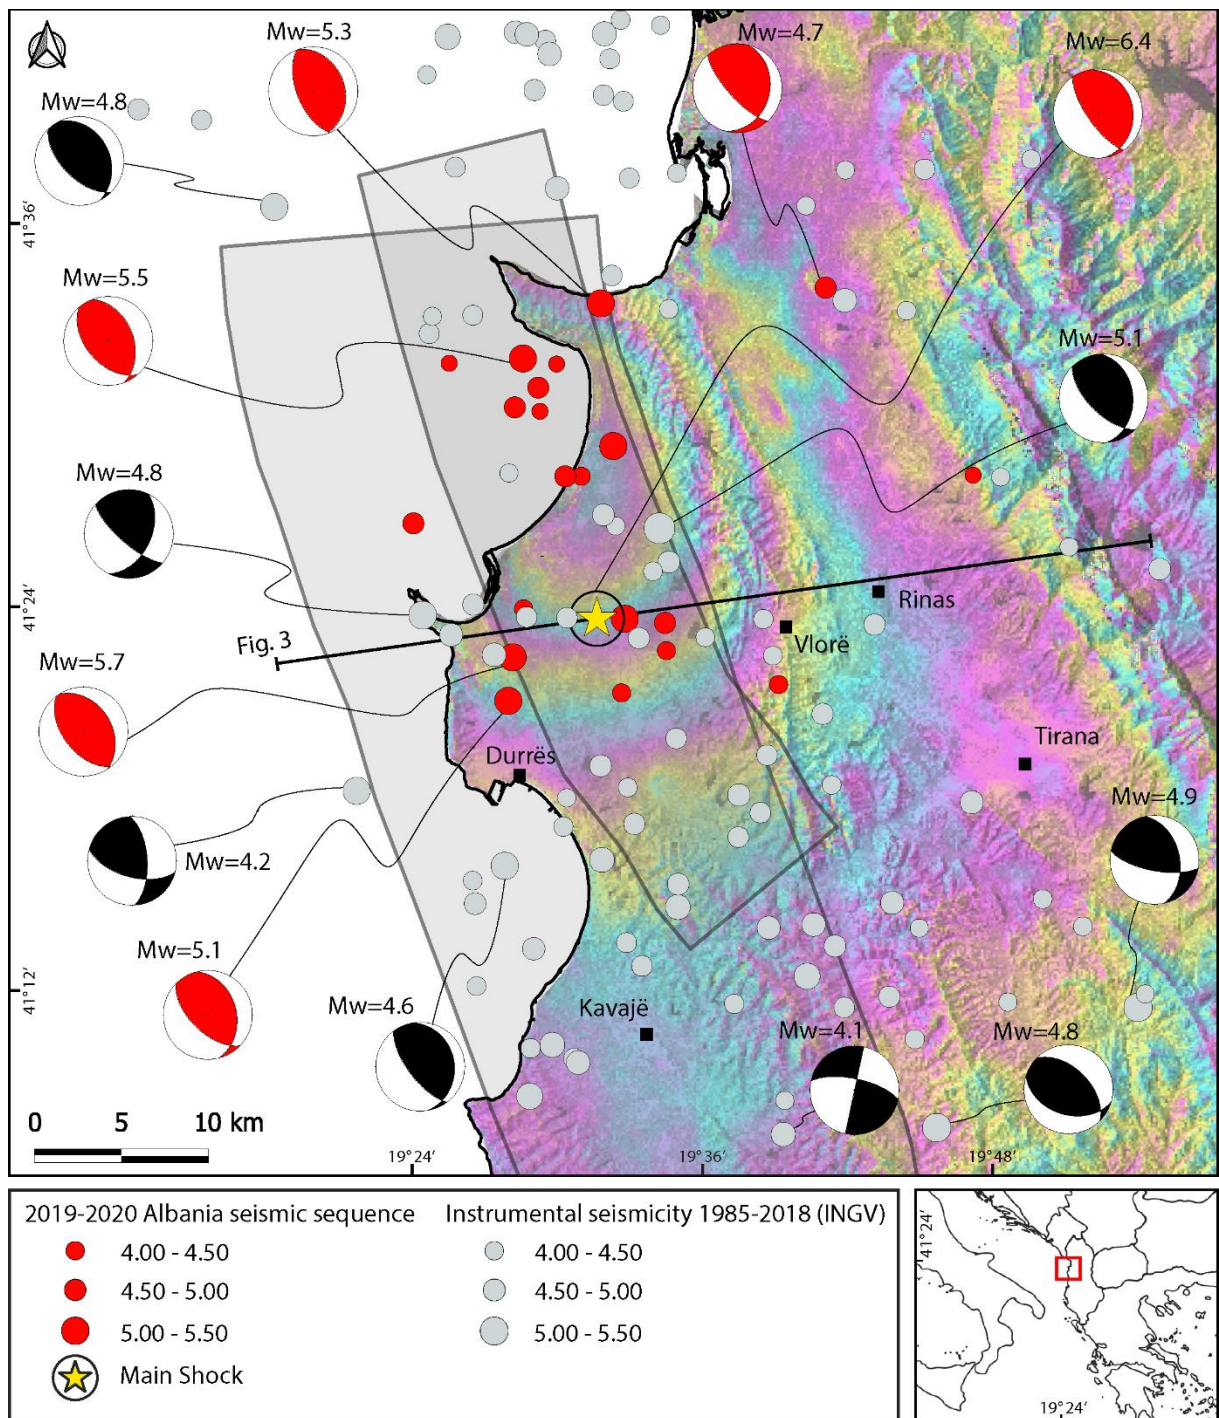 Mw=5.3
Mw=4.7
Mw=6.4
Mw=4.8
41°36′
Mw=5.5
Mw=5.1
Mw=4.8
41°24′
Rinas
Fig. 3
Vlorë
Mw=5.7
Tirana
Durrës
Mw=4.9
Mw=4.2
Mw=5.1
41°12′
Mw=4.6
Kavajë
Mw=4.1
Mw=4.8
0 5 10 km
19°24′ 19°36′ 19°48′
2019-2020 Albania seismic sequence
4.00 - 4.50
4.50 - 5.00
5.00 - 5.50
Main Shock
Instrumental seismicity 1985-2018 (INGV)
4.00 - 4.50
4.50 - 5.00
5.00 - 5.50
41°24′
19°24′